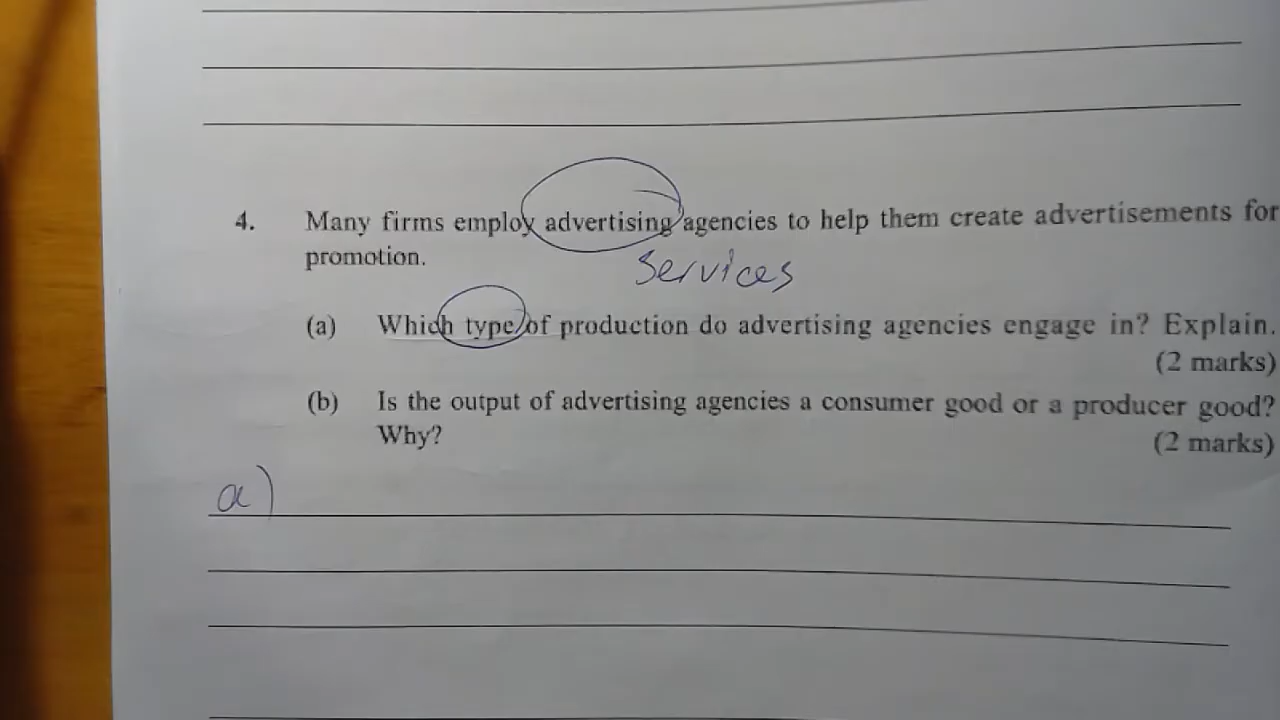 4. Many firms employ advertising agencies to help them create advertisements for
promotion.
services
(a) Which type of production do advertising agencies engage in? Explain.
(2 marks)
(b) Is the output of advertising agencies a consumer good or a producer good?
Why?
(2 marks)
a)